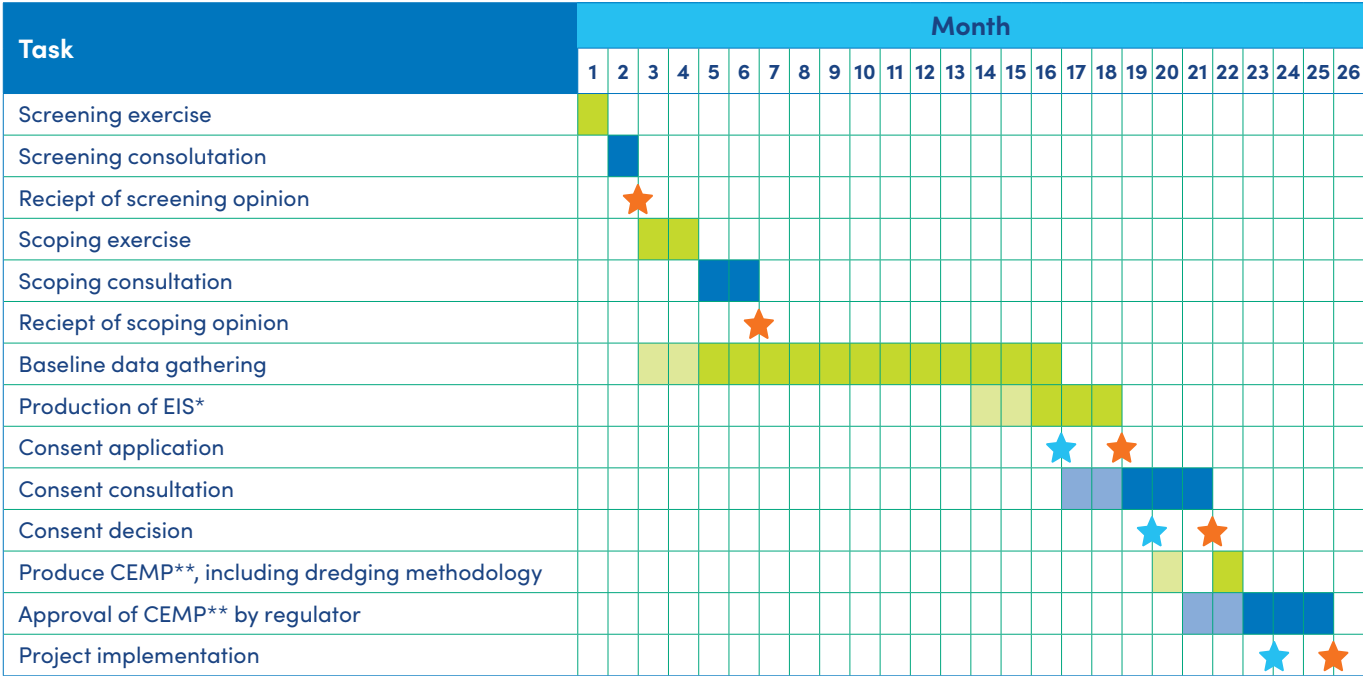 Task
Month
1 2 3 4 5 6 7 8 9 10 11 12 13 14 15 16 17 18 19 20 21 22 23 24 25 26
Screening exercise
Screening consolutation
Reciept of screening opinion
Scoping exercise
Scoping consultation
Reciept of scoping opinion
Baseline data gathering
Production of EIS*
Consent application
Consent consultation
Consent decision
Produce CEMP**, including dredging methodology
Approval of CEMP** by regulator
Project implementation